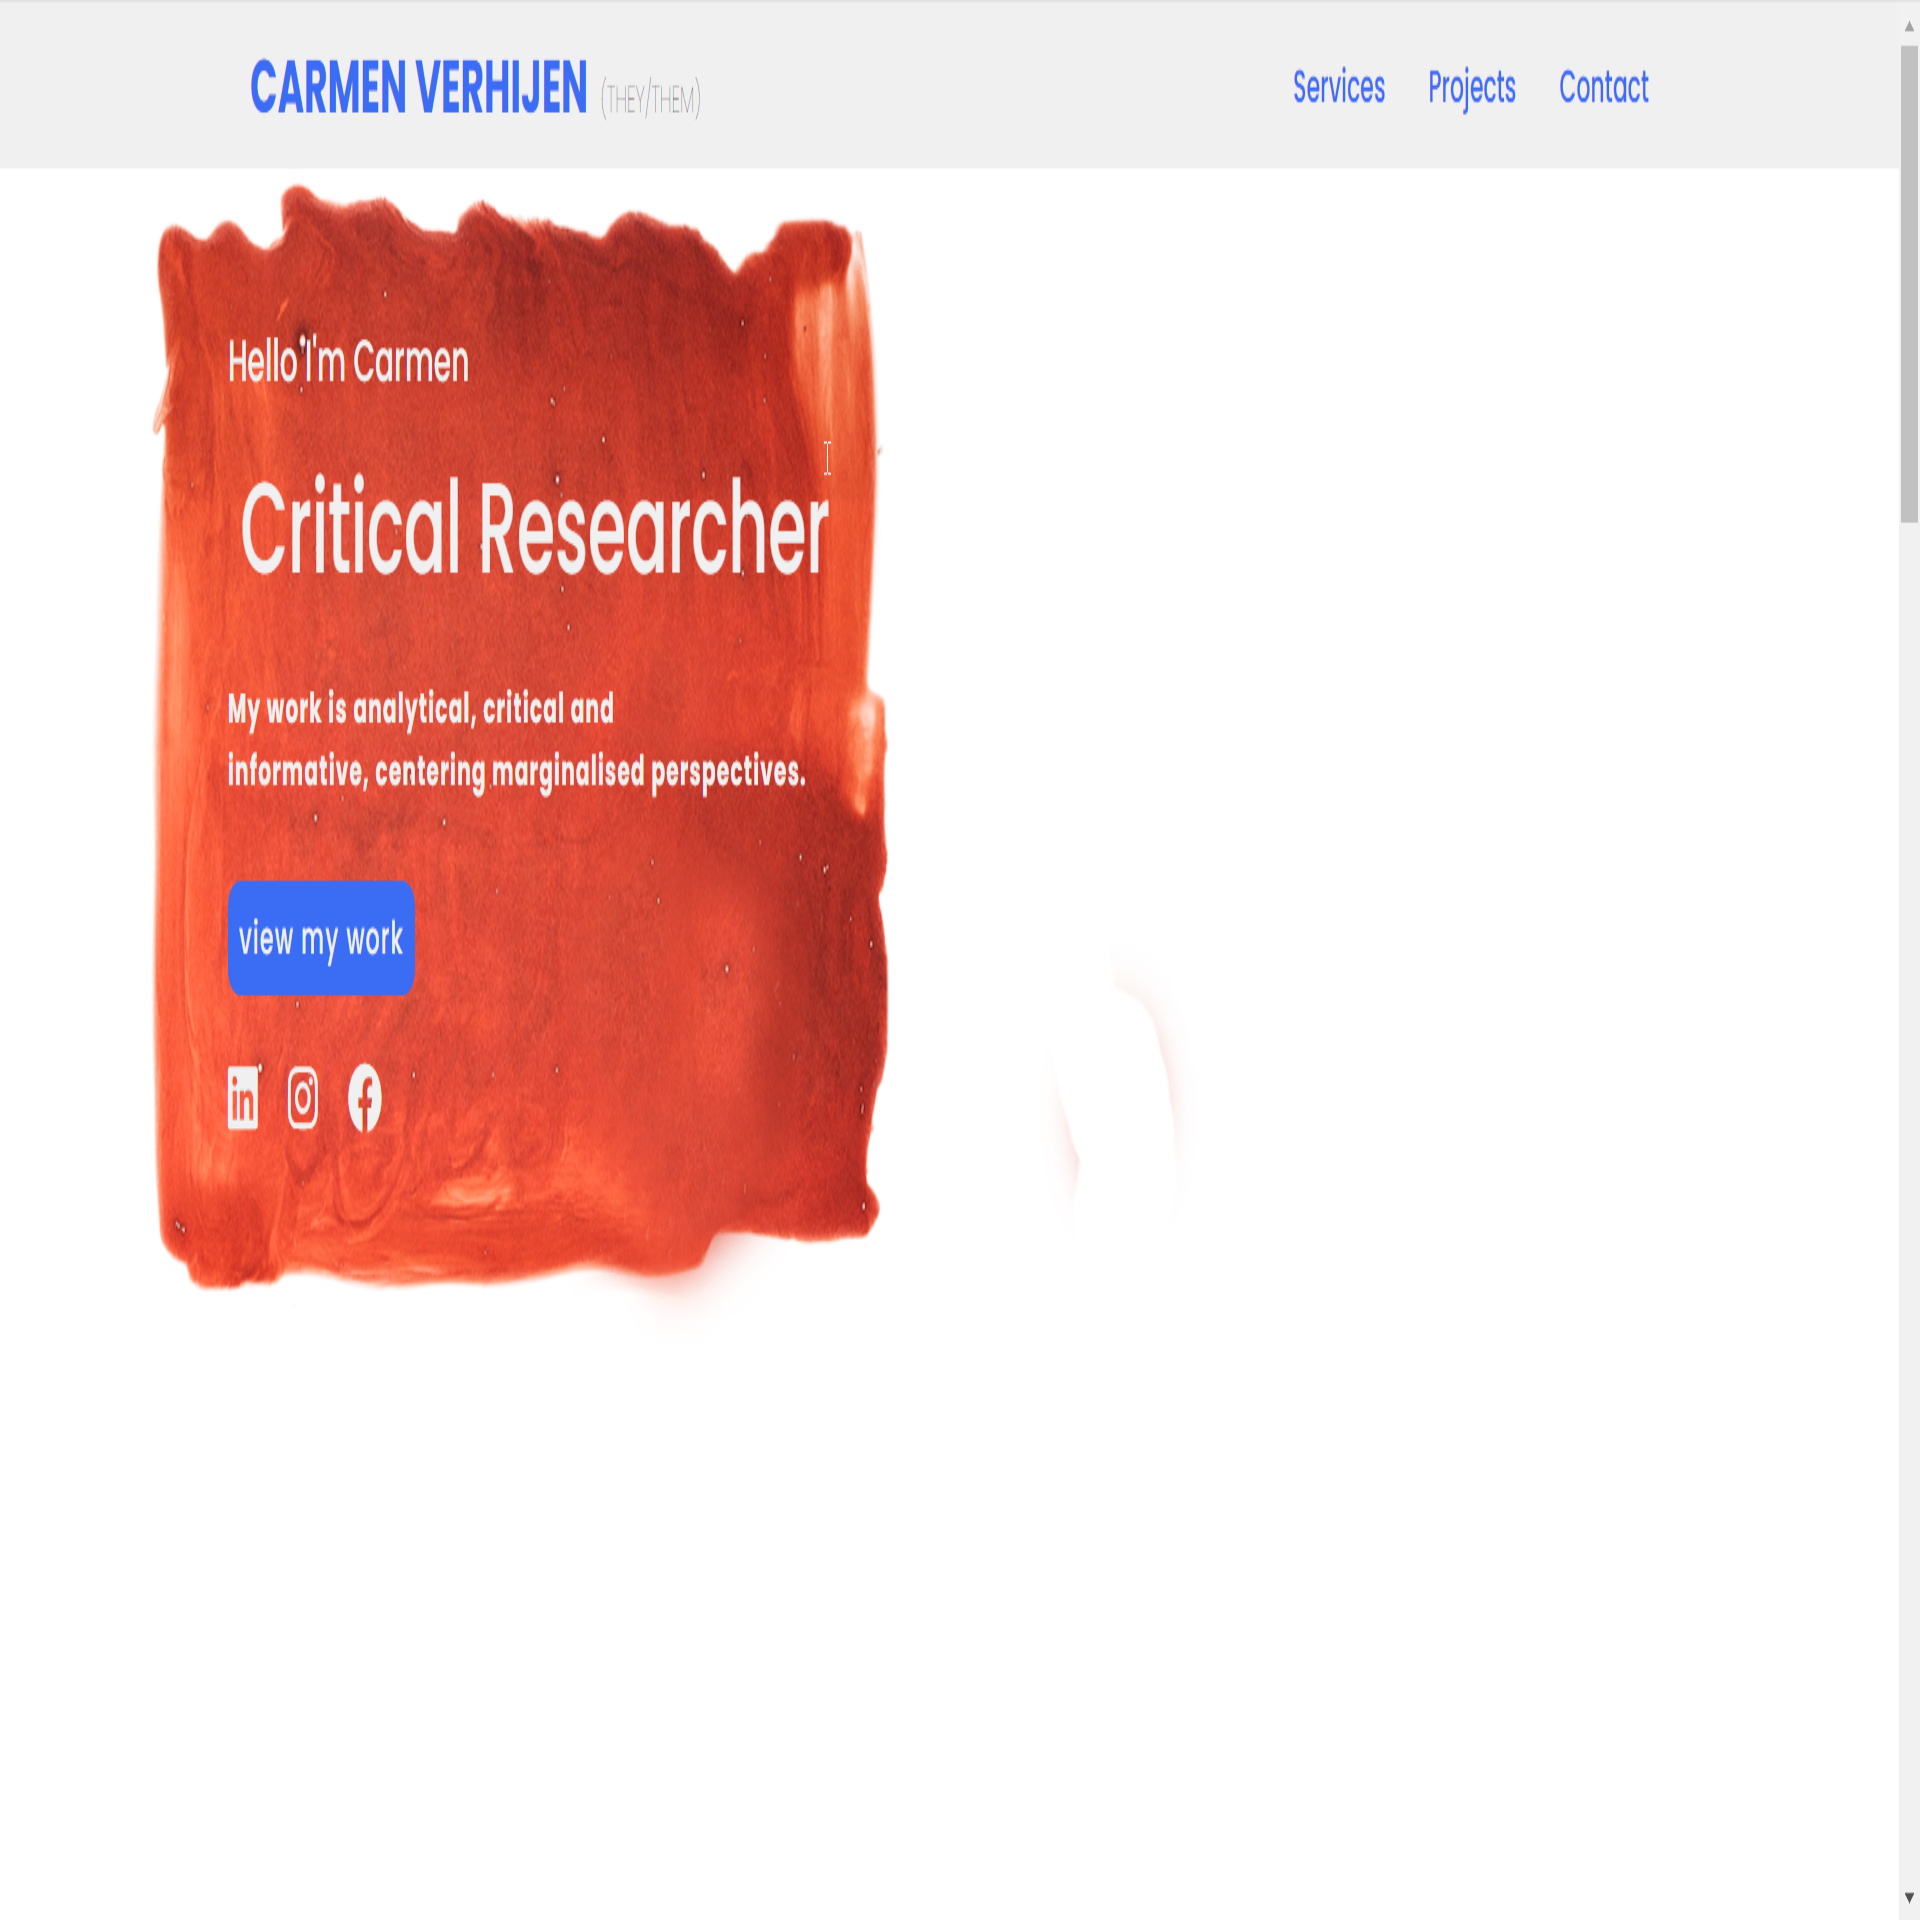 CARMEN VERHIJEN (THEY/THEM)
Services Projects Contact
Hello I'm Carmen
Critical Researcher
My work is analytical, critical and
informative, centering marginalised perspectives.
view my work
in